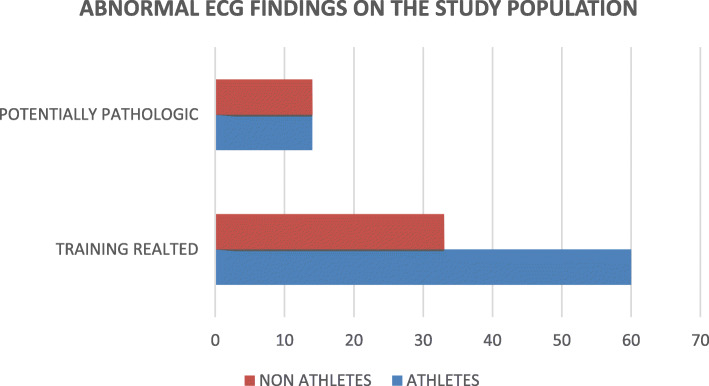 ABNORMAL ECG FINDINGS ON THE STUDY POPULATION
POTENTIALLY PATHOLOGIC
TRAINING REALTED
0 10 20 30 40 50 60 70
NON ATHLETES ATHLETES